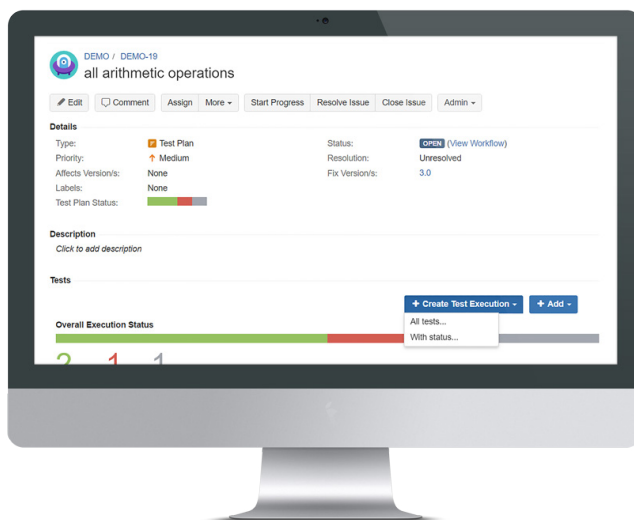 DEMO / DEMO-19
all arithmetic operations
Edit Comment Assign More Start Progress Resolve Issue Close Issue Admin
Details
Type: Test Plan Status: OPEN (View Workflow)
Priority: Medium Resolution: Unresolved
Affects Version/s: None Fix Version/s: 3.0
Labels: None
Test Plan Status:
Description
Click to add description
Tests
+ Create Test Execution + Add
All tests...
With status...
Overall Execution Status
2 1 1